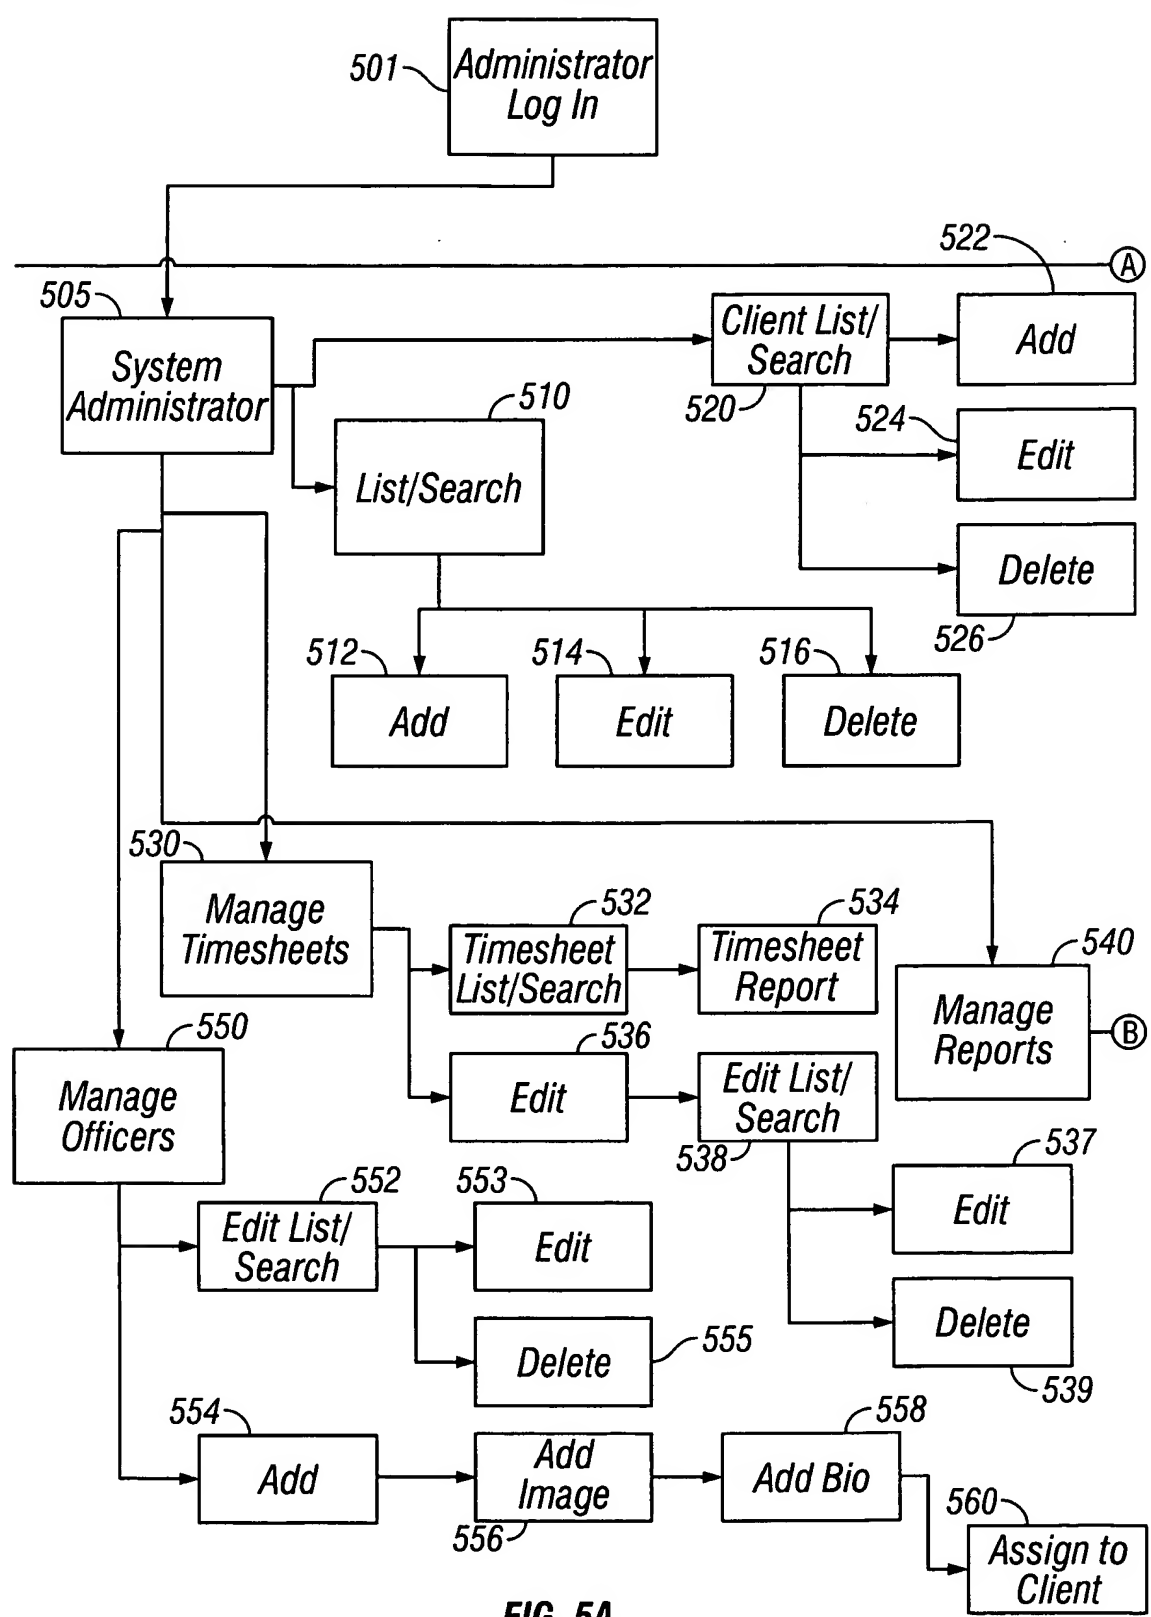 501
Administrator
Log In
522
A
505
System
Administrator
Client List/
Search
520
Add
510
List/Search
524
Edit
Delete
526
512
Add
514
Edit
516
Delete
530
Manage
Timesheets
532
Timesheet
List/Search
534
Timesheet
Report
540
Manage
Reports
B
550
Manage
Officers
536
Edit
Edit List/
Search
538
537
Edit
552
Edit List/
Search
553
Edit
Delete
539
Delete
555
554
Add
Add
Image
556
558
Add Bio
560
Assign to
Client
FIG. 5A